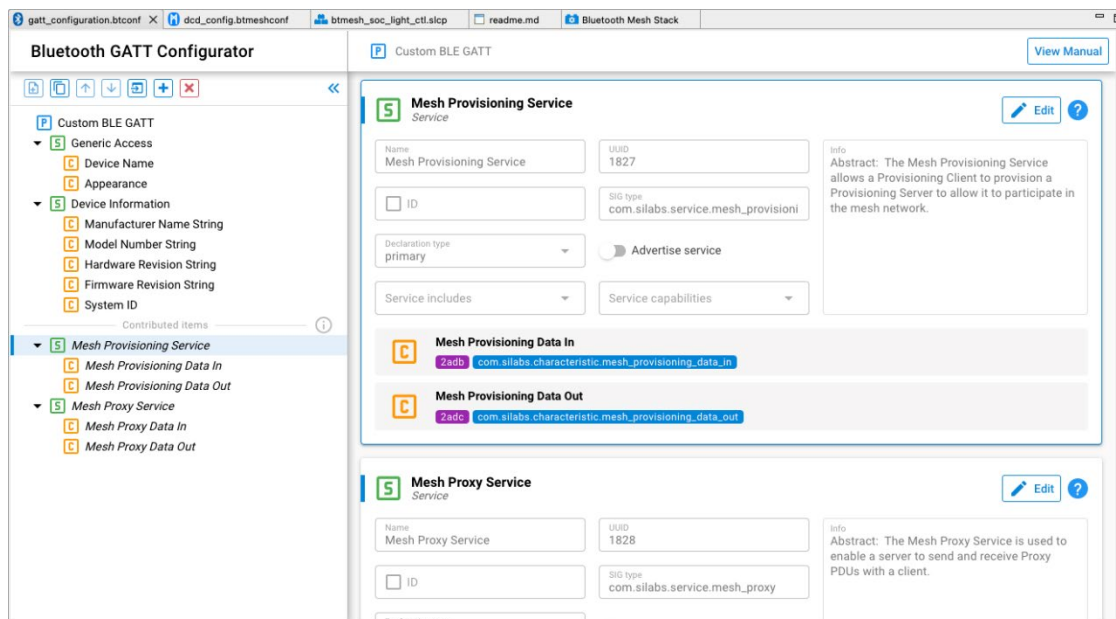 gatt_configuration.btconf dcd_config.btmeshconf btmesh_soc_light_ctl.slcp readme.md Bluetooth Mesh Stack
Bluetooth GATT Configurator
P Custom BLE GATT
View Manual
P Custom BLE GATT
S Generic Access
C Device Name
C Appearance
S Device Information
C Manufacturer Name String
C Model Number String
C Hardware Revision String
C Firmware Revision String
C System ID
Contributed items
S Mesh Provisioning Service
C Mesh Provisioning Data In
C Mesh Provisioning Data Out
S Mesh Proxy Service
C Mesh Proxy Data In
C Mesh Proxy Data Out
S Mesh Provisioning Service
Service
Edit ?
Name
Mesh Provisioning Service
UUID
1827
Info
Abstract: The Mesh Provisioning Service
allows a Provisioning Client to provision a
Provisioning Server to allow it to participate in
the mesh network.
ID
SIG type
com.silabs.service.mesh_provisioni
Declaration type
primary
Advertise service
Service includes
Service capabilities
C Mesh Provisioning Data In
2adb com.silabs.characteristic.mesh_provisioning_data_in
C Mesh Provisioning Data Out
2adc com.silabs.characteristic.mesh_provisioning_data_out
S Mesh Proxy Service
Service
Edit ?
Name
Mesh Proxy Service
UUID
1828
Info
Abstract: The Mesh Proxy Service is used to
enable a server to send and receive Proxy
PDUs with a client.
ID
SIG type
com.silabs.service.mesh_proxy